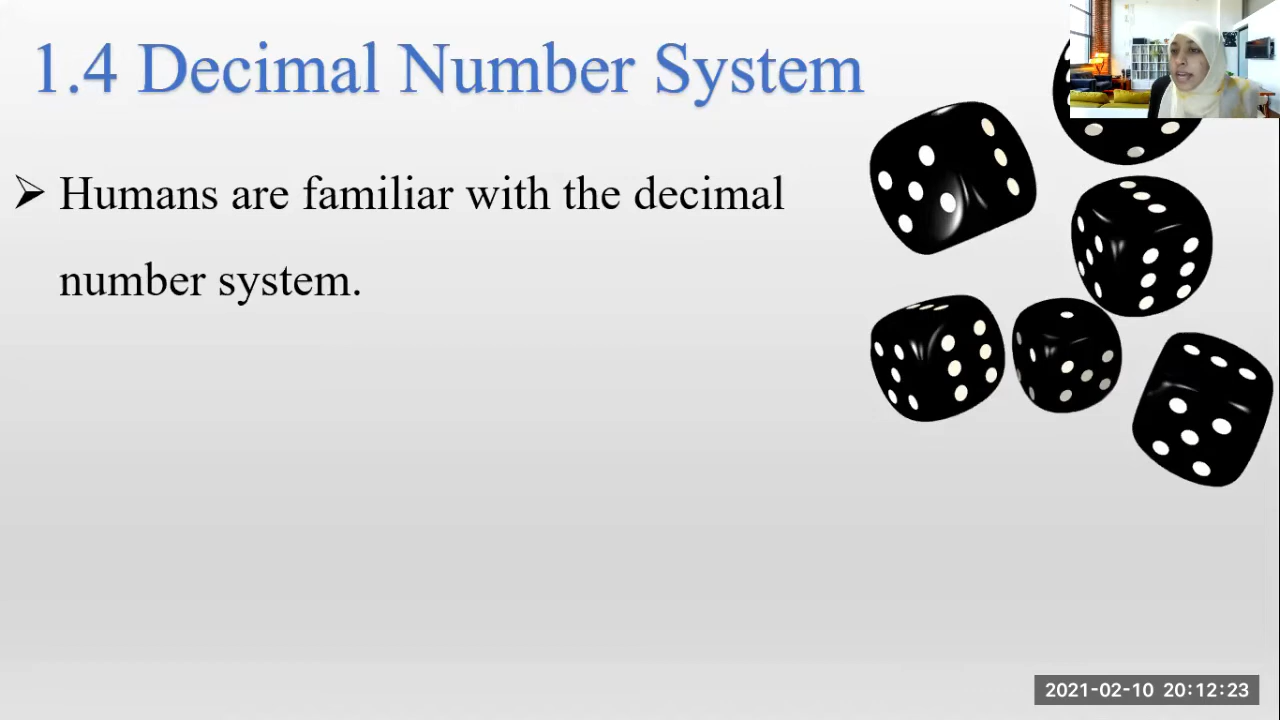 1.4 Decimal Number System
➢ Humans are familiar with the decimal
number system.
2021-02-10 20:12:23